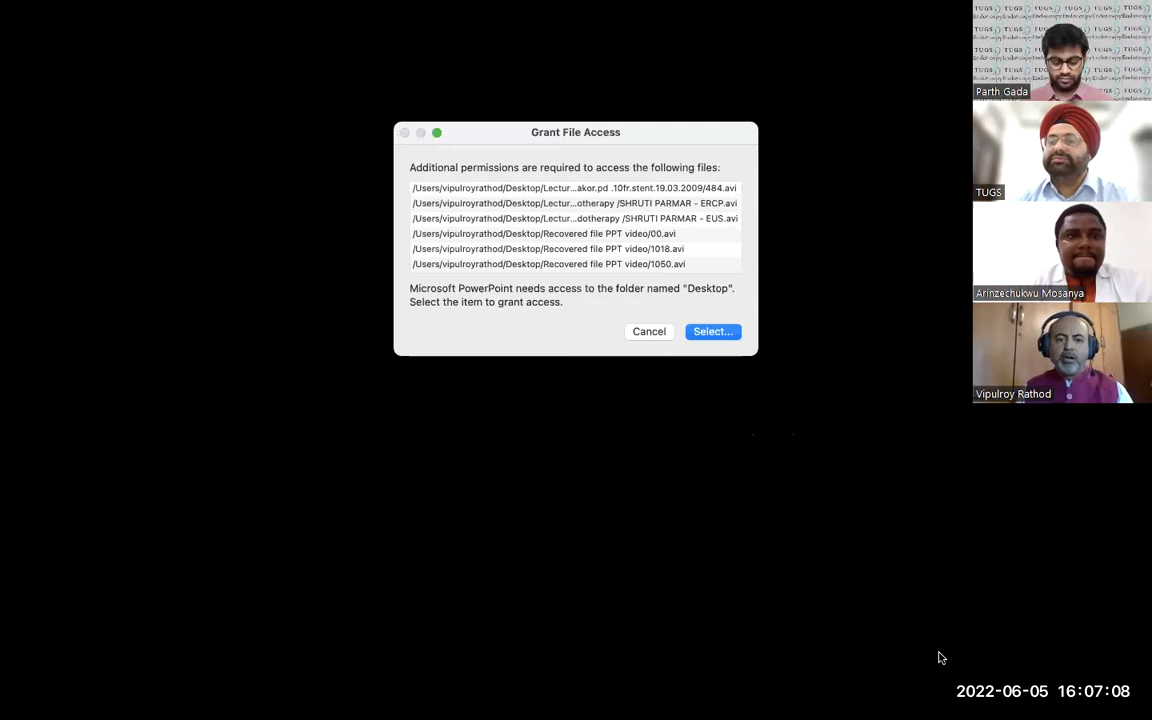 Grant File Access
Additional permissions are required to access the following files:
/Users/vipulroyrathod/Desktop/Lectur...akor.pd .10fr.stent.19.03.2009/484.avi
/Users/vipulroyrathod/Desktop/Lectur...otherapy /SHRUTI PARMAR - ERCP.avi
/Users/vipulroyrathod/Desktop/Lectur...dotherapy /SHRUTI PARMAR - EUS.avi
/Users/vipulroyrathod/Desktop/Recovered file PPT video/00.avi
/Users/vipulroyrathod/Desktop/Recovered file PPT video/1018.avi
/Users/vipulroyrathod/Desktop/Recovered file PPT video/1050.avi
Microsoft PowerPoint needs access to the folder named "Desktop".
Select the item to grant access.
Cancel
Select...
Parth Gada
TUGS
Arinzechukwu Mosanya
Vipulroy Rathod
2022-06-05 16:07:08